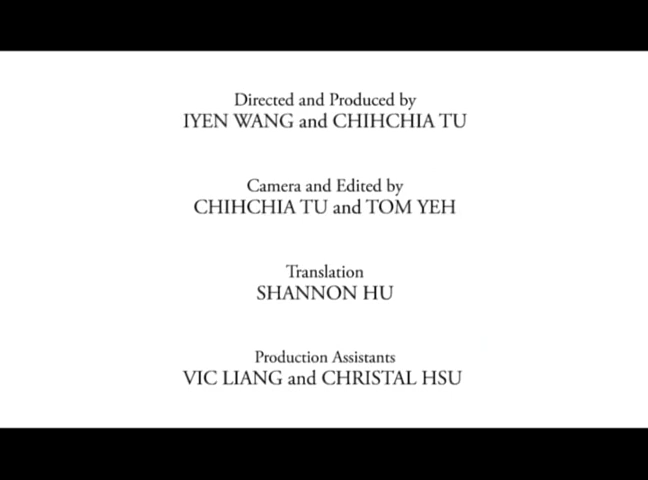 Directed and Produced by
IYEN WANG and CHIHCHIA TU
Camera and Edited by
CHIHCHIA TU and TOM YEH
Translation
SHANNON HU
Production Assistants
VIC LIANG and CHRISTAL HSU